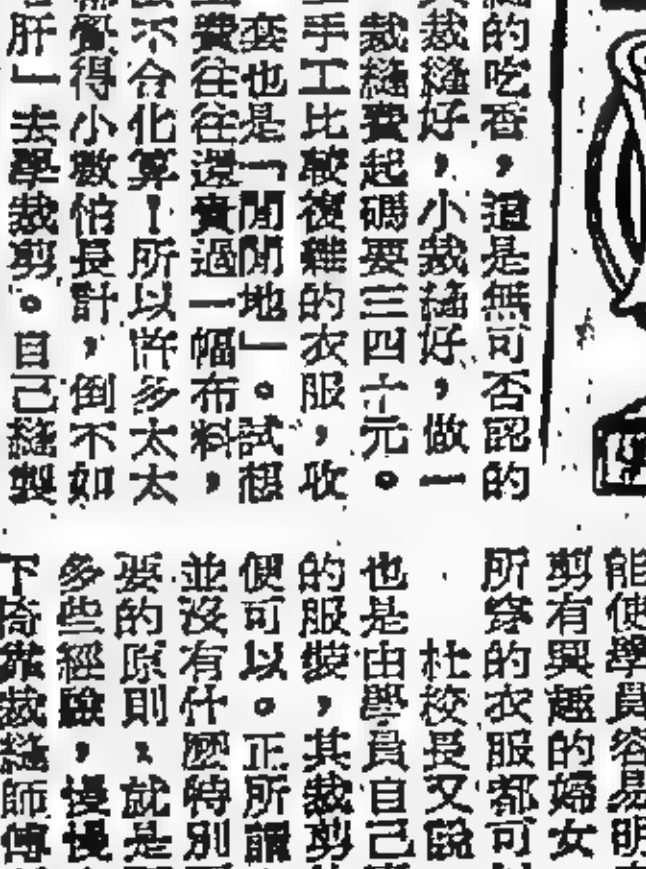 的吃香，這是無可否認的
裁縫好，小裁縫好，做一
裁縫費起碼要三四十元。
手工比較複雜的衣服，收
套也是「閒閒地」。試想
費往往還貴過一幅布料，
不合化算！所以許多太太
覺得小數怕長計，倒不如
肝」去學裁剪。自己縫製
能使學員容易明
剪有興趣的婦女
所穿的衣服都可
杜校長又說
也是由學員自己
的服裝，其裁剪
便可以。正所謂
並沒有什麼特別
要的原則，就是
多些經驗，慢慢
下倚靠裁縫師傅